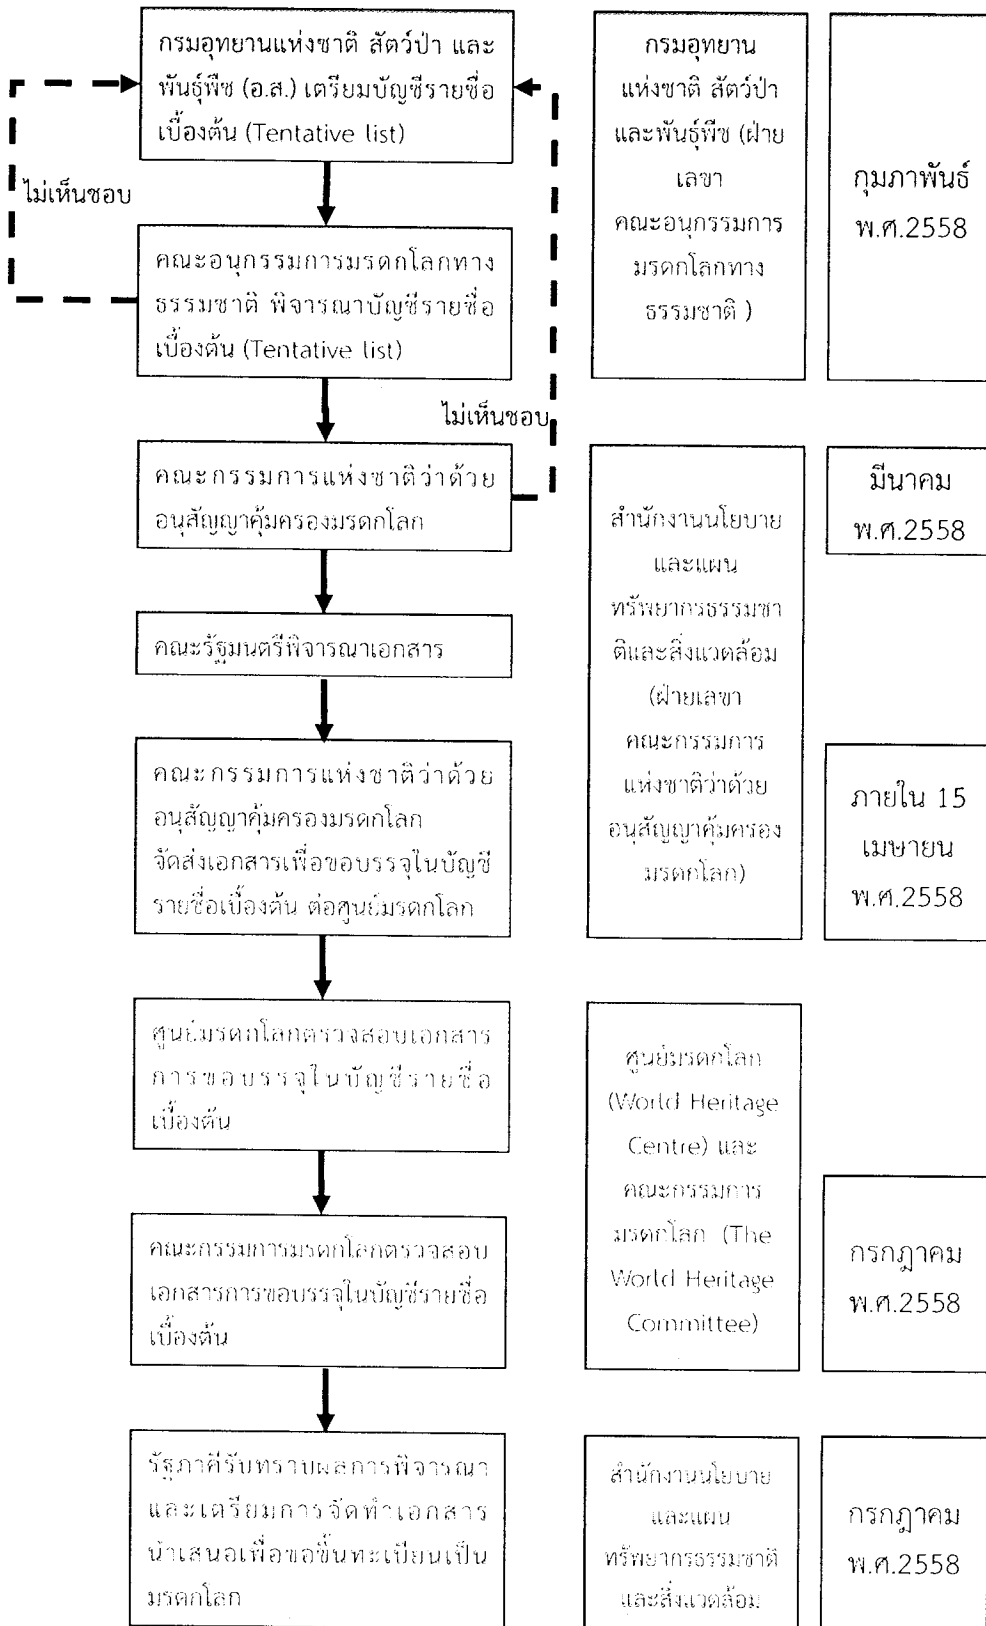 กรมอุทยานแห่งชาติ สัตว์ป่า และ
พันธุ์พืช (อ.ส.) เตรียมบัญชีรายชื่อ
เบื้องต้น (Tentative list)
ไม่เห็นชอบ
คณะอนุกรรมการมรดกโลกทาง
ธรรมชาติ พิจารณาบัญชีรายชื่อ
เบื้องต้น (Tentative list)
ไม่เห็นชอบ
คณะกรรมการแห่งชาติว่าด้วย
อนุสัญญาคุ้มครองมรดกโลก
คณะรัฐมนตรีพิจารณาเอกสาร
คณะกรรมการแห่งชาติว่าด้วย
อนุสัญญาคุ้มครองมรดกโลก
จัดส่งเอกสารเพื่อขอบรรจุในบัญชี
รายชื่อเบื้องต้น ต่อศูนย์มรดกโลก
ศูนย์มรดกโลกตรวจสอบเอกสาร
การขอบรรจุในบัญชีรายชื่อ
เบื้องต้น
คณะกรรมการมรดกโลกตรวจสอบ
เอกสารการขอบรรจุในบัญชีรายชื่อ
เบื้องต้น
รัฐภาคีรับทราบผลการพิจารณา
และเตรียมการจัดทำเอกสาร
นำเสนอเพื่อขอขึ้นทะเบียนเป็น
มรดกโลก
กรมอุทยาน
แห่งชาติ สัตว์ป่า
และพันธุ์พืช (ฝ่าย
เลขา
คณะอนุกรรมการ
มรดกโลกทาง
ธรรมชาติ )
สำนักงานนโยบาย
และแผน
ทรัพยากรธรรมชา
ติและสิ่งแวดล้อม
(ฝ่ายเลขา
คณะกรรมการ
แห่งชาติว่าด้วย
อนุสัญญาคุ้มครอง
มรดกโลก)
ศูนย์มรดกโลก
(World Heritage
Centre) และ
คณะกรรมการ
มรดกโลก (The
World Heritage
Committee)
สำนักงานนโยบาย
และแผน
ทรัพยากรธรรมชาติ
และสิ่งแวดล้อม
กุมภาพันธ์
พ.ศ.2558
มีนาคม
พ.ศ.2558
ภายใน 15
เมษายน
พ.ศ.2558
กรกฎาคม
พ.ศ.2558
กรกฎาคม
พ.ศ.2558